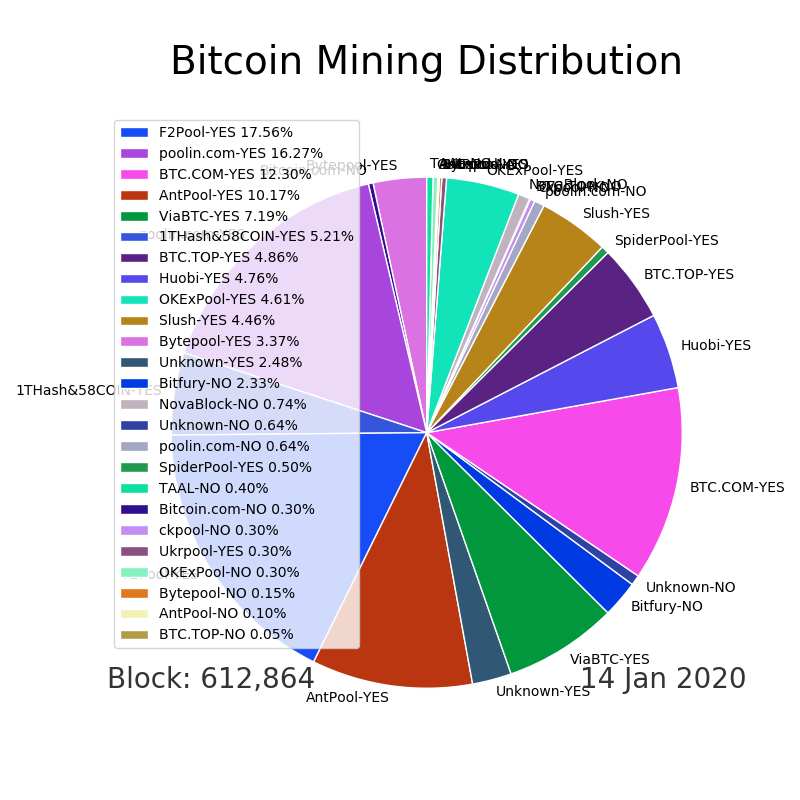 Bitcoin Mining Distribution
F2Pool-YES 17.56%
poolin.com-YES 16.27%
BTC.COM-YES 12.30%
AntPool-YES 10.17%
ViaBTC-YES 7.19%
1THash&58COIN-YES 5.21%
BTC.TOP-YES 4.86%
Huobi-YES 4.76%
OKExPool-YES 4.61%
Slush-YES 4.46%
Bytepool-YES 3.37%
Unknown-YES 2.48%
Bitfury-NO 2.33%
NovaBlock-NO 0.74%
Unknown-NO 0.64%
poolin.com-NO 0.64%
SpiderPool-YES 0.50%
TAAL-NO 0.40%
Bitcoin.com-NO 0.30%
ckpool-NO 0.30%
Ukrpool-YES 0.30%
OKExPool-NO 0.30%
Bytepool-NO 0.15%
AntPool-NO 0.10%
BTC.TOP-NO 0.05%
Bytepool-YES
Bitcoin.com-NO
1THash&58COIN-YES
TAAL-NO
OKExPool-YES
NovaBlock-NO
poolin.com-NO
Slush-YES
SpiderPool-YES
BTC.TOP-YES
Huobi-YES
BTC.COM-YES
Unknown-NO
Bitfury-NO
ViaBTC-YES
Unknown-YES
AntPool-YES
Block: 612,864
14 Jan 2020